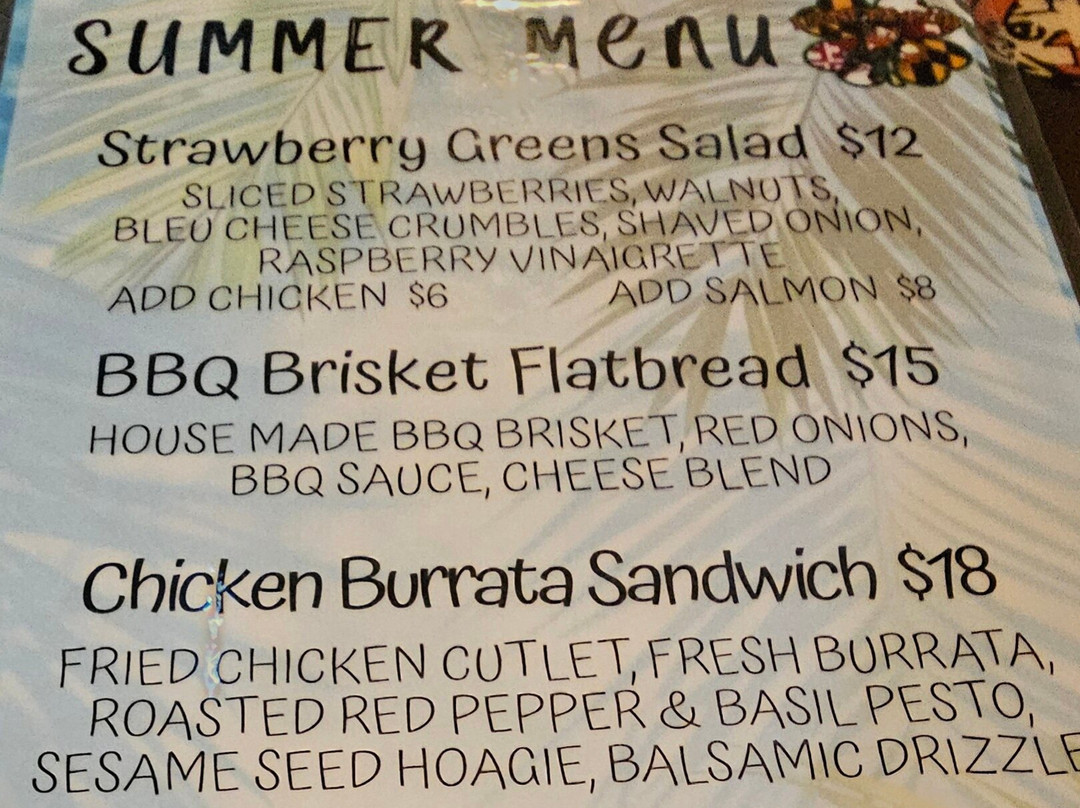 SUMMER Menu
Strawberry Greens Salad $12
SLICED STRAWBERRIES, WALNUTS,
BLEU CHEESE CRUMBLES, SHAVED ONION,
RASPBERRY VINAIGRETTE
ADD CHICKEN $6 ADD SALMON $8
BBQ Brisket Flatbread $15
HOUSE MADE BBQ BRISKET, RED ONIONS,
BBQ SAUCE, CHEESE BLEND
Chicken Burrata Sandwich $18
FRIED CHICKEN CUTLET, FRESH BURRATA,
ROASTED RED PEPPER & BASIL PESTO,
SESAME SEED HOAGIE, BALSAMIC DRIZZLE